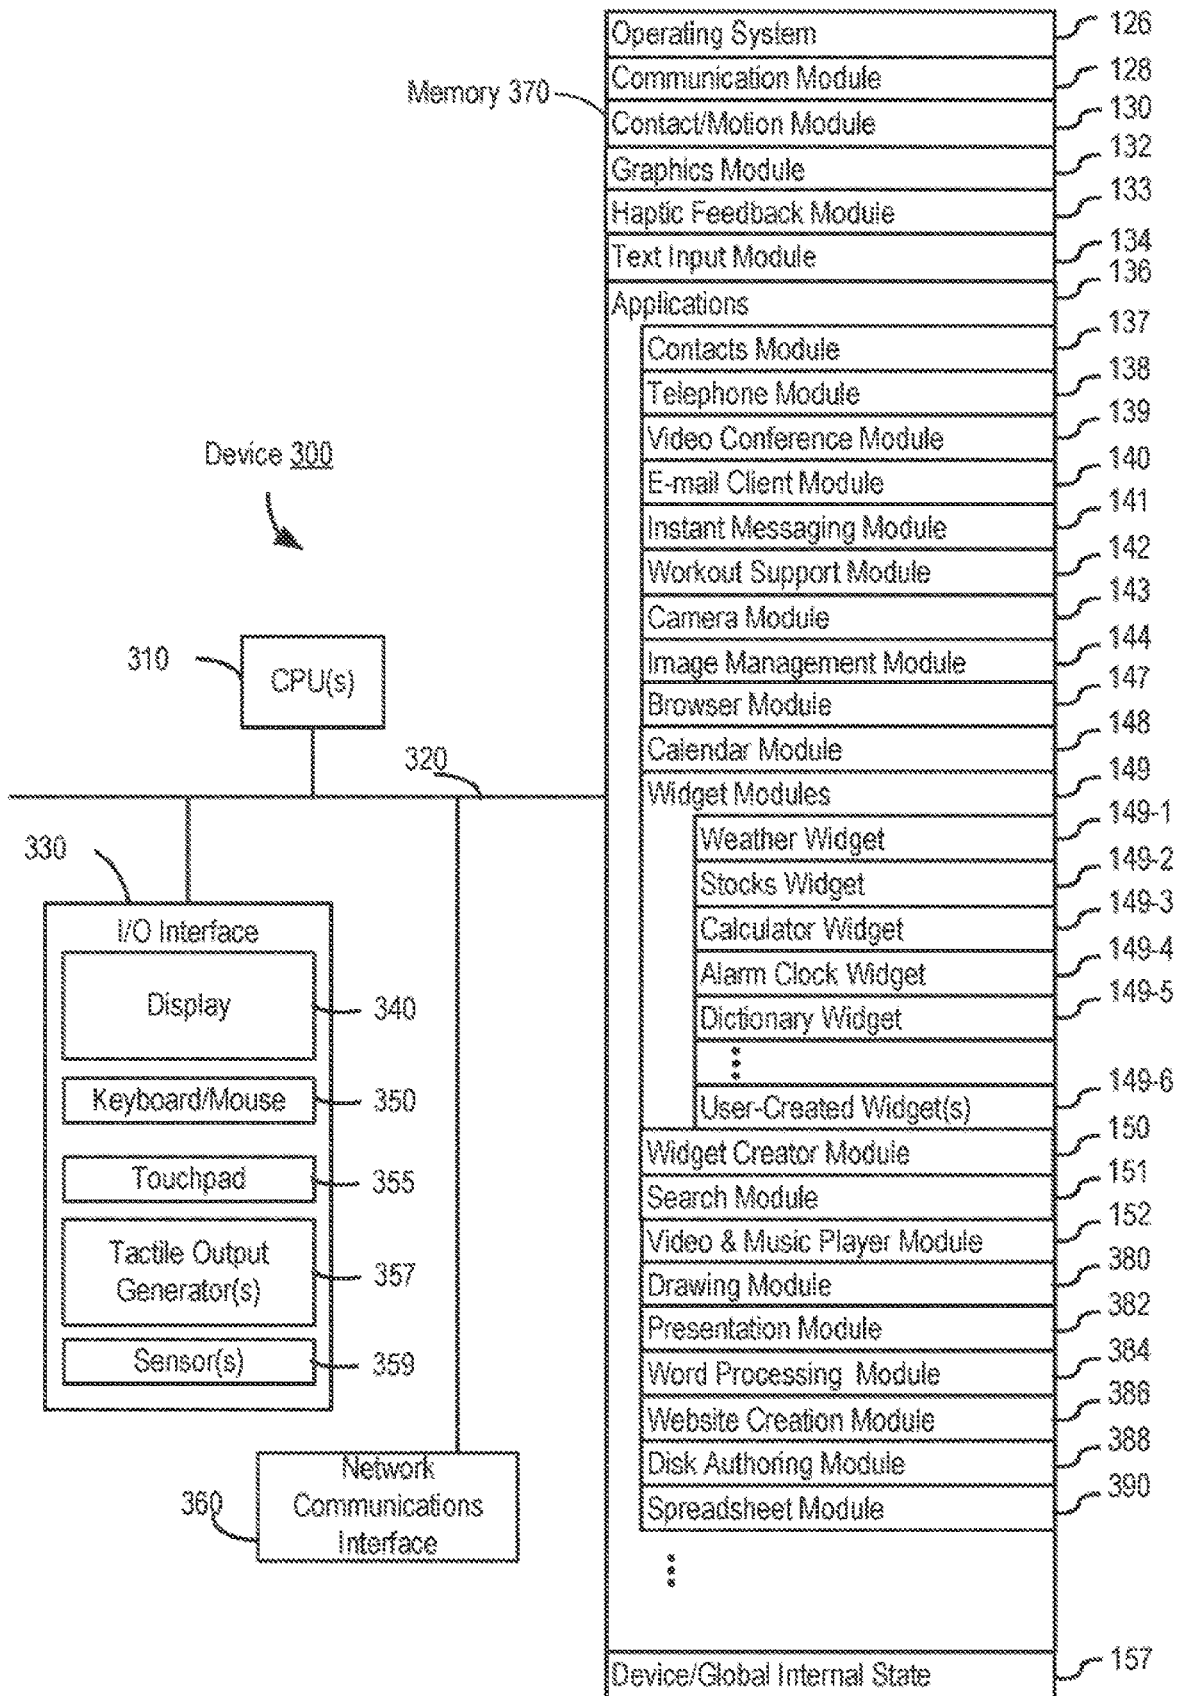 Operating System 126
Communication Module 128
Memory 370
Contact/Motion Module 130
Graphics Module 132
Haptic Feedback Module 133
Text Input Module 134
Applications 136
Contacts Module 137
Telephone Module 138
Video Conference Module 139
E-mail Client Module 140
Instant Messaging Module 141
Workout Support Module 142
Camera Module 143
Image Management Module 144
Browser Module 147
Calendar Module 148
Widget Modules 149
Weather Widget 149-1
Stocks Widget 149-2
Calculator Widget 149-3
Alarm Clock Widget 149-4
Dictionary Widget 149-5
User-Created Widget(s) 149-6
Widget Creator Module 150
Search Module 151
Video & Music Player Module 152
Drawing Module 380
Presentation Module 382
Word Processing Module 384
Website Creation Module 386
Disk Authoring Module 388
Spreadsheet Module 390
Device/Global Internal State 157
Device 300
310
CPU(s)
320
330
I/O Interface
Display 340
Keyboard/Mouse 350
Touchpad 355
Tactile Output
Generator(s) 357
Sensor(s) 359
360
Network
Communications
Interface